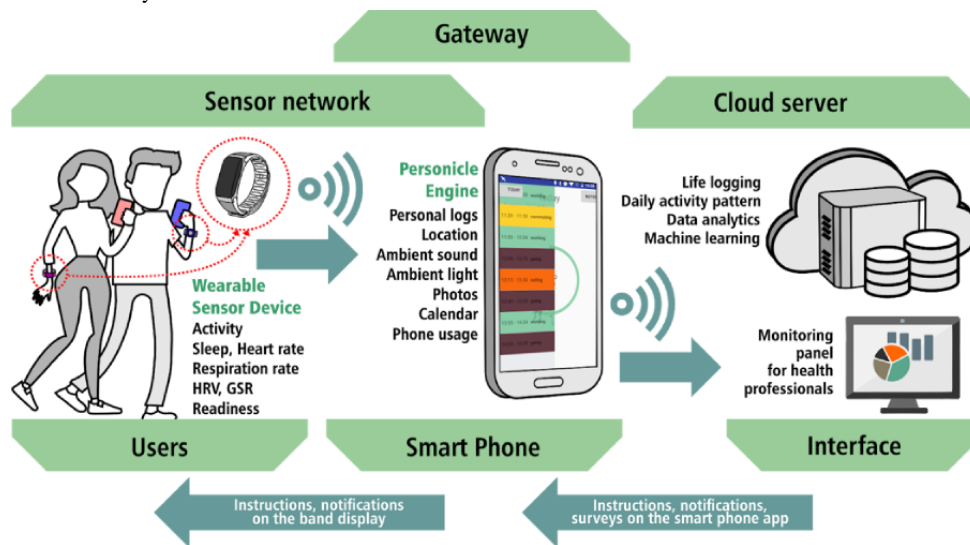 Gateway
Sensor network
Cloud server
Personicle
Engine
Personal logs
Location
Ambient sound
Ambient light
Photos
Calendar
Phone usage
TODAY
Life logging
Daily activity pattern
Data analytics
Machine learning
Wearable
Sensor Device
Activity
Sleep, Heart rate
Respiration rate
HRV, GSR
Readiness
Monitoring
panel
for health
professionals
Users
Smart Phone
Interface
Instructions, notifications
on the band display
Instructions, notifications,
surveys on the smart phone app